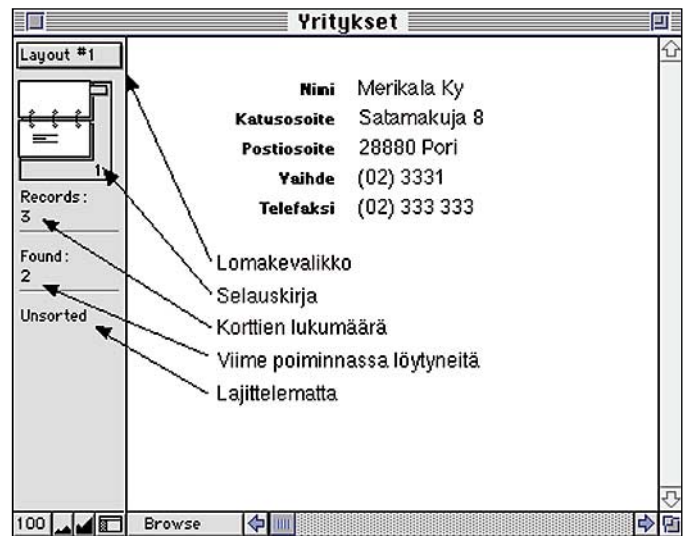 Yritykset
Layout #1
1
Records:
3
Found:
2
Unsorted
Nimi Merikala Ky
Katusosoite Satamakuja 8
Postiosoite 28880 Pori
Vaihde (02) 3331
Telefaksi (02) 333 333
Lomakevalikko
Selauskirja
Korttien lukumäärä
Viime poiminnassa löytyneitä
Lajittelematta
100 Browse